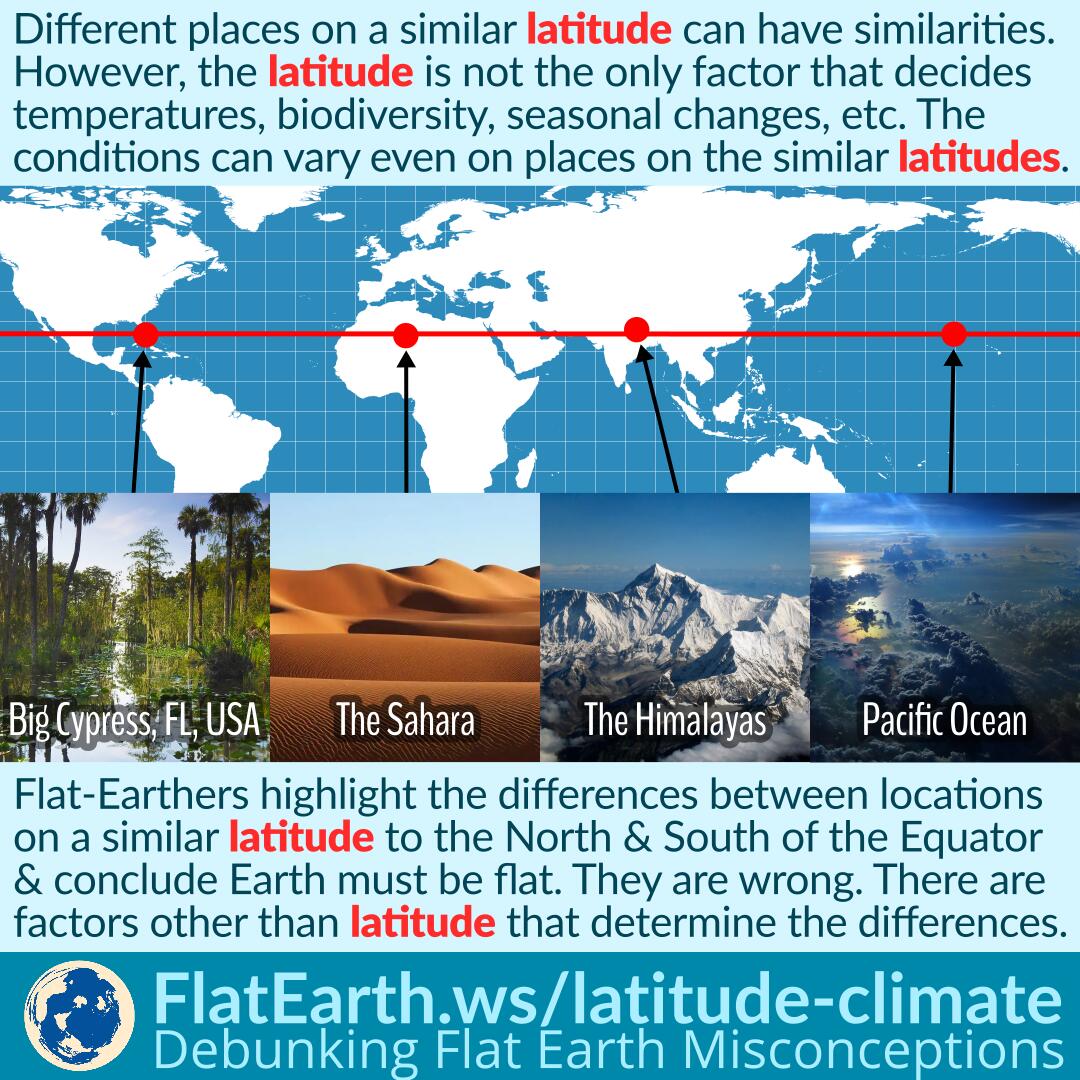 Different places on a similar latitude can have similarities.
However, the latitude is not the only factor that decides
temperatures, biodiversity, seasonal changes, etc. The
conditions can vary even on places on the similar latitudes.
Big Cypress, FL, USA
The Sahara
The Himalayas
Pacific Ocean
Flat-Earthers highlight the differences between locations
on a similar latitude to the North & South of the Equator
& conclude Earth must be flat. They are wrong. There are
factors other than latitude that determine the differences.
FlatEarth.ws/latitude-climate
Debunking Flat Earth Misconceptions